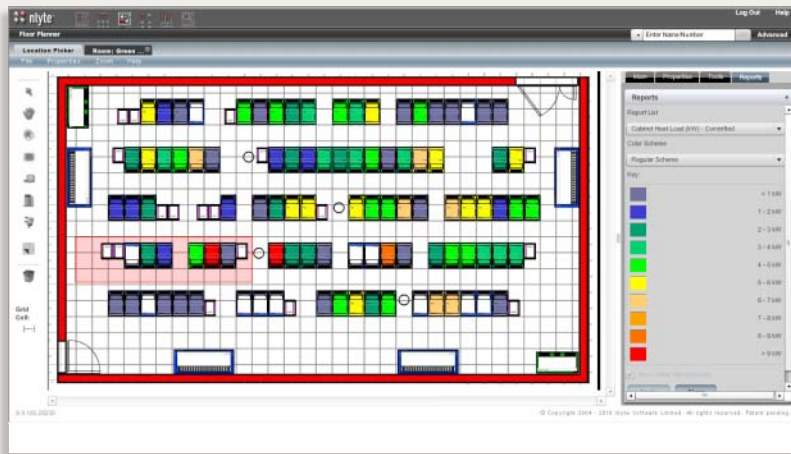 nlyte
Log Out Help
Floor Planner
Enter Name/Number
Advanced
Location Picker
Room: Green ...
File Properties Zoom Help
Main Properties Tools Reports
Reports
Report List
Cabinet Heat Load (kW) - Committed
Color Scheme
Regular Scheme
Key:
< 1 kW
1 - 2 kW
2 - 3 kW
3 - 4 kW
4 - 5 kW
5 - 6 kW
6 - 7 kW
7 - 8 kW
8 - 9 kW
> 9 kW
Grid
Cell:
© Copyright 2004 - 2010 nlyte Software Limited. All rights reserved. Patent pending.